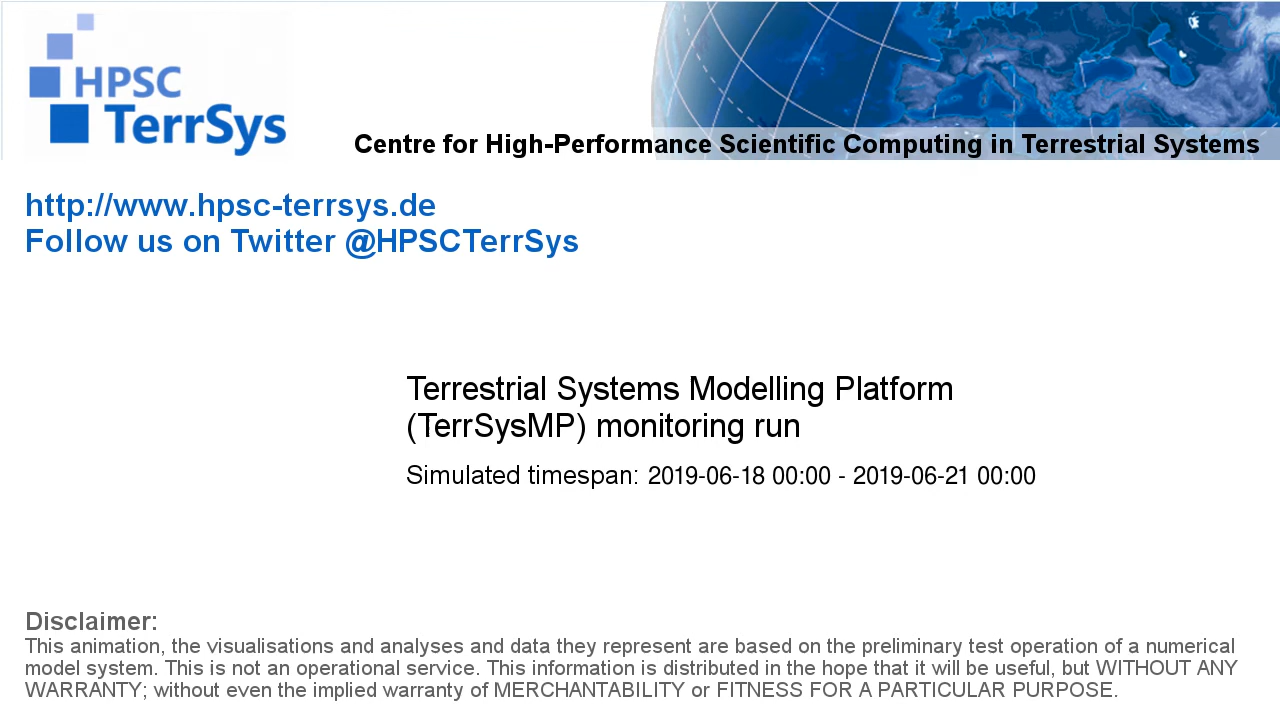 HPSC
TerrSys
Centre for High-Performance Scientific Computing in Terrestrial Systems
http://www.hpsc-terrsys.de
Follow us on Twitter @HPSCTerrSys
Terrestrial Systems Modelling Platform
(TerrSysMP) monitoring run
Simulated timespan: 2019-06-18 00:00 - 2019-06-21 00:00
Disclaimer:
This animation, the visualisations and analyses and data they represent are based on the preliminary test operation of a numerical
model system. This is not an operational service. This information is distributed in the hope that it will be useful, but WITHOUT ANY
WARRANTY; without even the implied warranty of MERCHANTABILITY or FITNESS FOR A PARTICULAR PURPOSE.